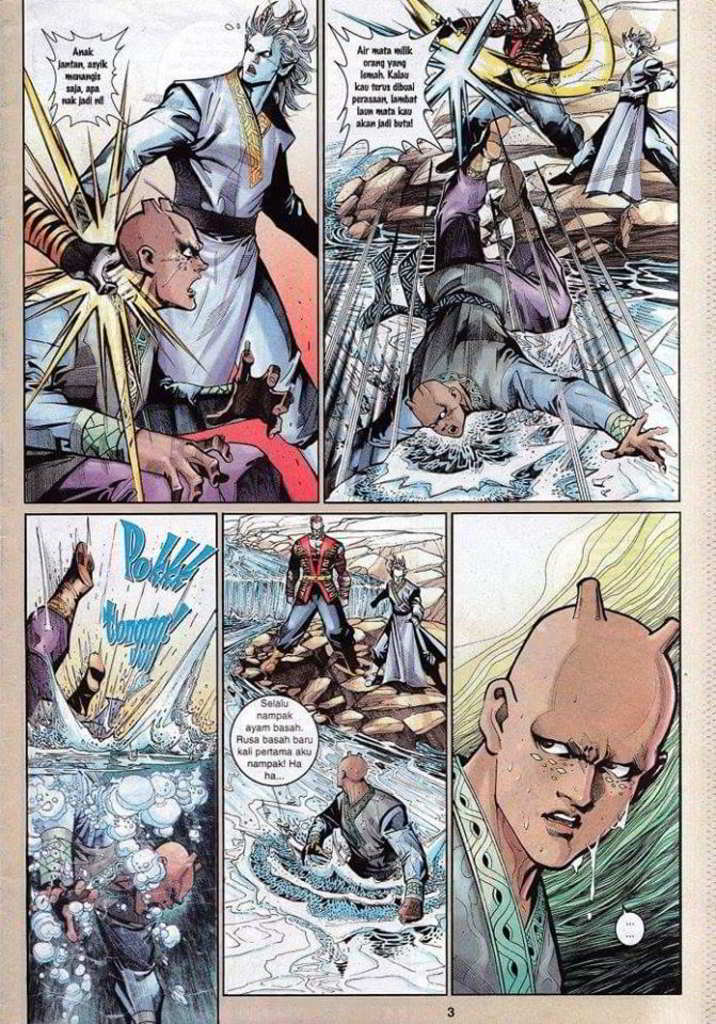 Anak
jantan, asyik
menangis
saja, apa
nak jadi ni!
Air mata milik
orang yang
lemah. Kalau
kau terus dibuai
perasaan, lambat
laun mata kau
akan jadi buta!
Pokkk
Selalu
nampak
ayam basah.
Rusa basah baru
kali pertama aku
nampak! Ha
ha...
...
...
3